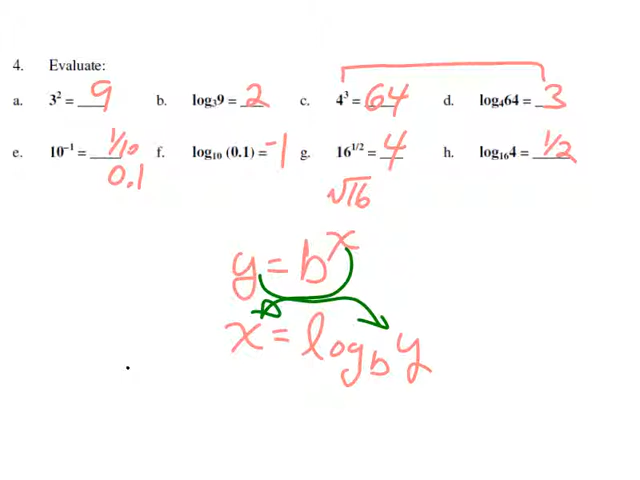 4. Evaluate:
a. 3² = 9 b. log₃9 = 2 c. 4³ = 64 d. log₄64 = 3
e. 10⁻¹ = 1/10 f. log₁₀ (0.1) = -1 g. 16^1/2 = 4 h. log₁₆4 = 1/2
0.1 √16
y = bˣ
x = log_b y